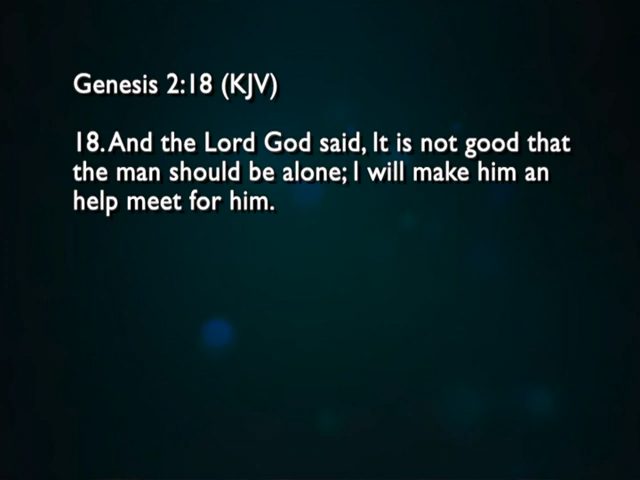 Genesis 2:18 (KJV)
18. And the Lord God said, It is not good that
the man should be alone; I will make him an
help meet for him.